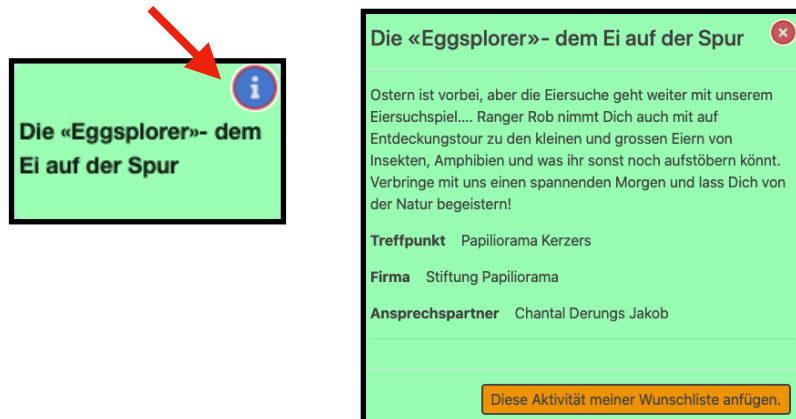 i
Die «Eggsplorer»- dem
Ei auf der Spur
Die «Eggsplorer»- dem Ei auf der Spur
Ostern ist vorbei, aber die Eiersuche geht weiter mit unserem
Eiersuchspiel.... Ranger Rob nimmt Dich auch mit auf
Entdeckungstour zu den kleinen und grossen Eiern von
Insekten, Amphibien und was ihr sonst noch aufstöbern könnt.
Verbringe mit uns einen spannenden Morgen und lass Dich von
der Natur begeistern!
Treffpunkt Papiliorama Kerzers
Firma Stiftung Papiliorama
Ansprechspartner Chantal Derungs Jakob
Diese Aktivität meiner Wunschliste anfügen.